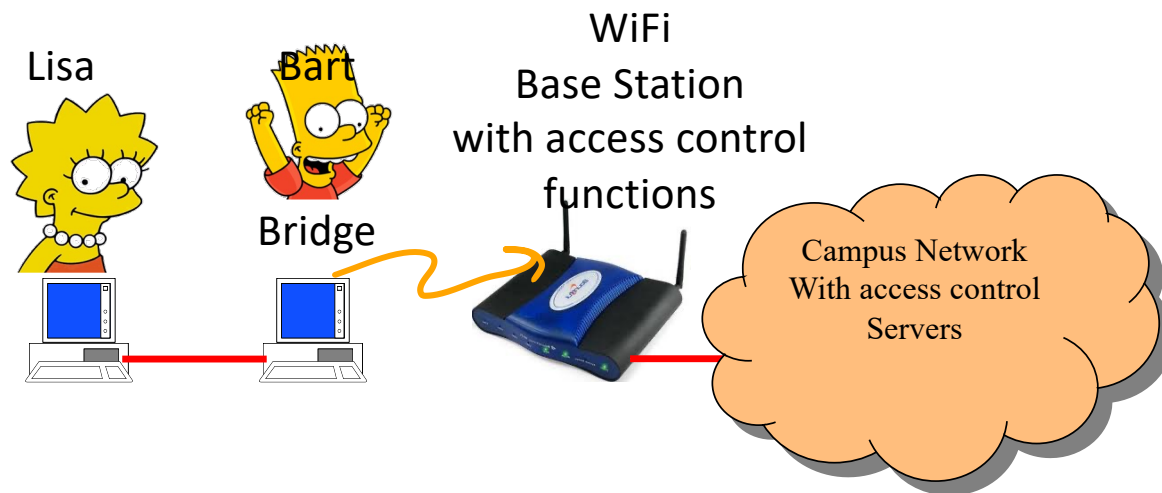 Lisa
Bart
Bridge
WiFi
Base Station
with access control
functions
Campus Network
With access control
Servers